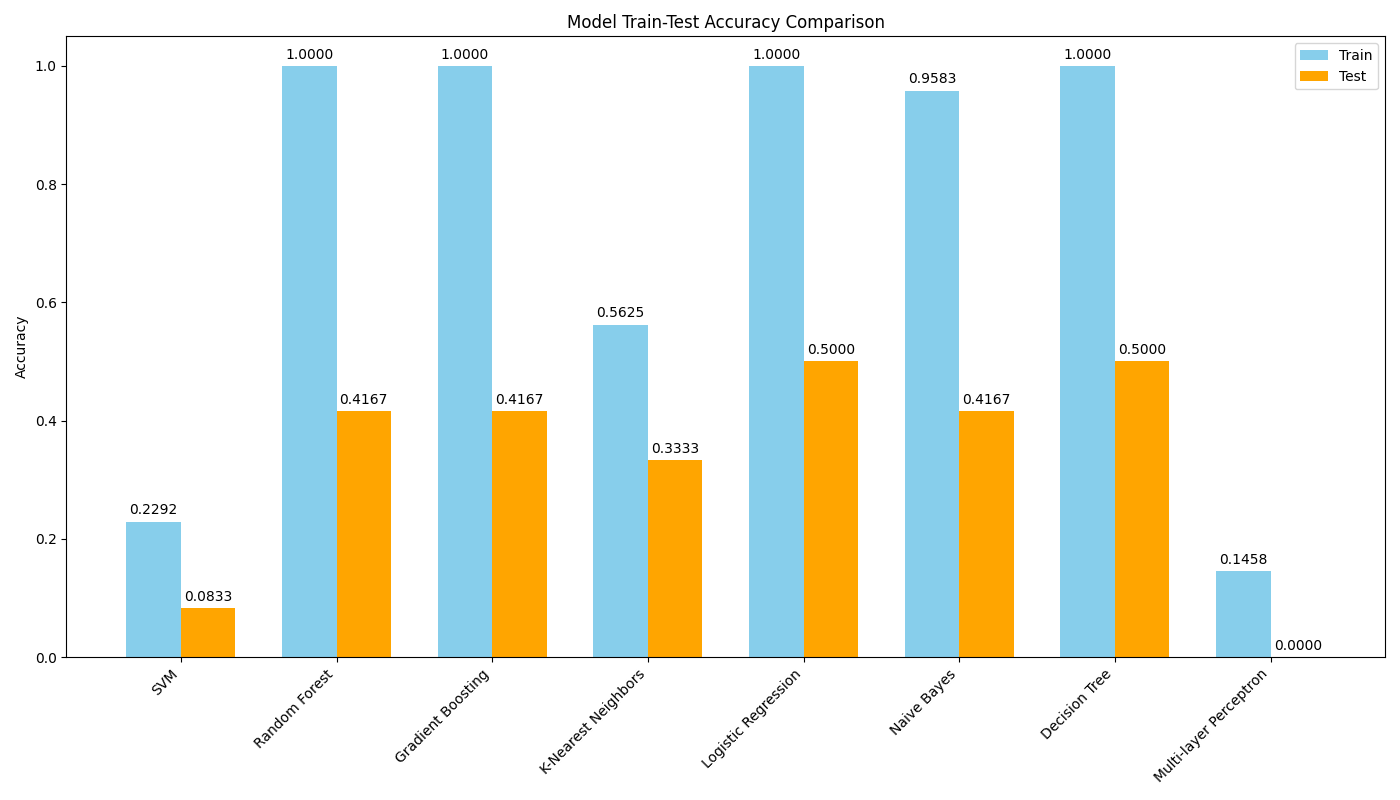 Model Train-Test Accuracy Comparison
Train
Test
Accuracy
1.0
0.8
0.6
0.4
0.2
0.0
0.2292
0.0833
1.0000
0.4167
1.0000
0.4167
0.5625
0.3333
1.0000
0.5000
0.9583
0.4167
1.0000
0.5000
0.1458
0.0000
SVM
Random Forest
Gradient Boosting
K-Nearest Neighbors
Logistic Regression
Naive Bayes
Decision Tree
Multi-layer Perceptron